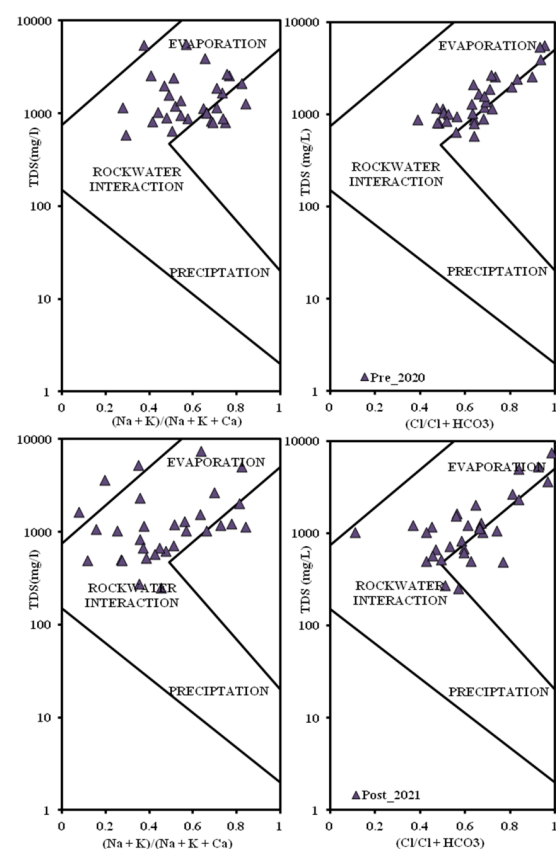 10000
1000
100
10
1
TDS(mg/l)
EVAPORATION
ROCKWATER
INTERACTION
PRECIPTATION
0
0.2
0.4
0.6
0.8
1
(Na + K)/(Na + K + Ca)
10000
1000
100
10
1
TDS (mg/L)
EVAPORATION
ROCKWATER
INTERACTION
PRECIPTATION
Pre_2020
0
0.2
0.4
0.6
0.8
1
(Cl/Cl + HCO3)
10000
1000
100
10
1
TDS(mg/l)
EVAPORATION
ROCKWATER
INTERACTION
PRECIPTATION
0
0.2
0.4
0.6
0.8
1
(Na + K)/(Na + K + Ca)
10000
1000
100
10
1
TDS (mg/L)
EVAPORATION
ROCKWATER
INTERACTION
PRECIPTATION
Post_2021
0.1
0.2
0.4
0.6
0.8
1
(Cl/Cl + HCO3)